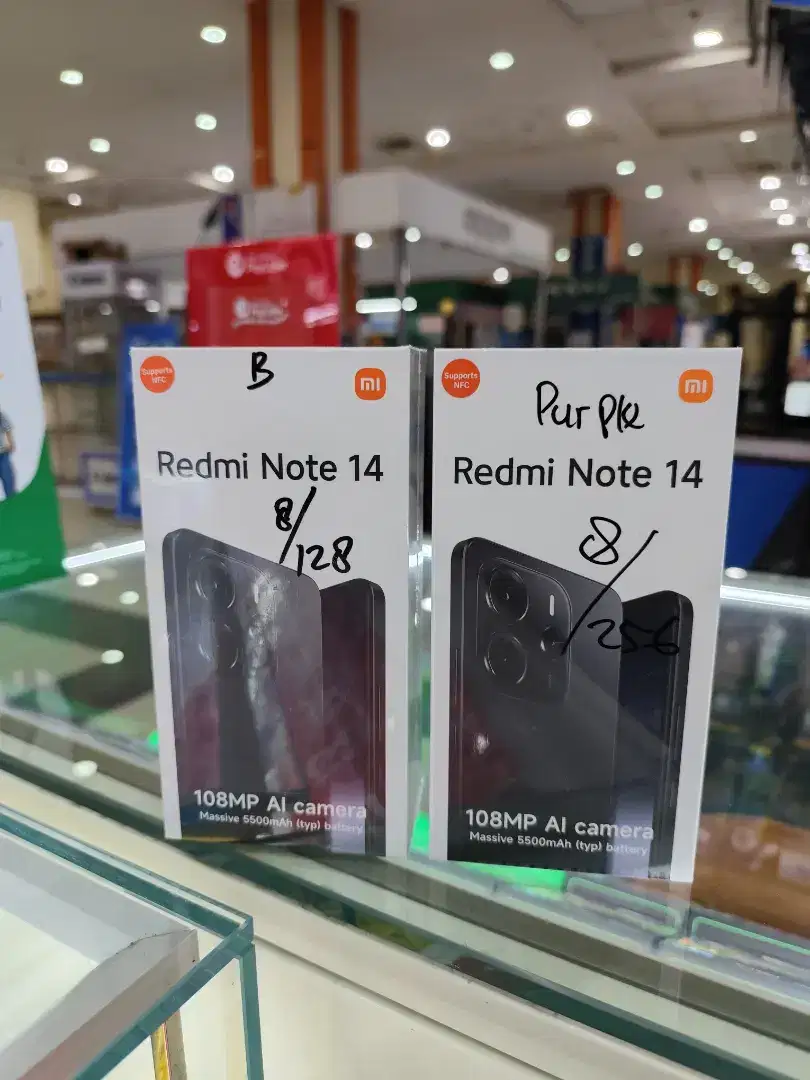 Supports
NFC
B
mi
Redmi Note 14
8/128
108MP AI camera
Massive 5500mAh (typ) battery
Supports
NFC
Purple
mi
Redmi Note 14
8/256
108MP AI camera
Massive 5500mAh (typ) battery